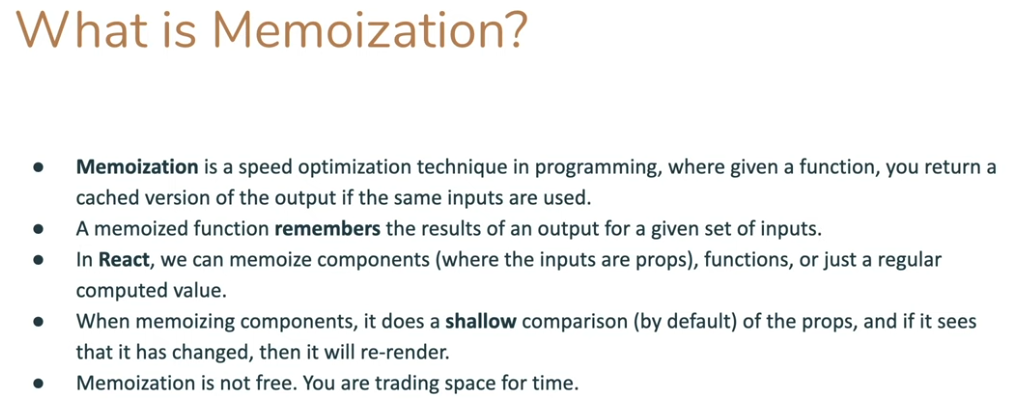 What is Memoization?
● Memoization is a speed optimization technique in programming, where given a function, you return a
cached version of the output if the same inputs are used.
● A memoized function remembers the results of an output for a given set of inputs.
● In React, we can memoize components (where the inputs are props), functions, or just a regular
computed value.
● When memoizing components, it does a shallow comparison (by default) of the props, and if it sees
that it has changed, then it will re-render.
● Memoization is not free. You are trading space for time.